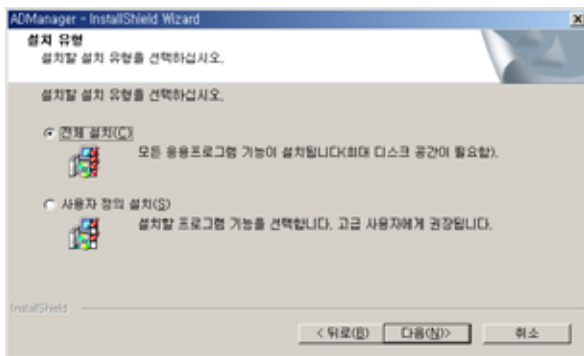 ADManager - InstallShield Wizard
설치 유형
설치할 설치 유형를 선택하십시오.
설치할 설치 유형를 선택하십시오.
전체 설치(C)
모든 응용프로그램 기능이 설치됩니다(최대 디스크 공간이 필요함).
사용자 정의 설치(S)
설치할 프로그램 기능을 선택합니다. 고급 사용자에게 권장됩니다.
InstallShield
< 뒤로(B) 다음(N)> 취소